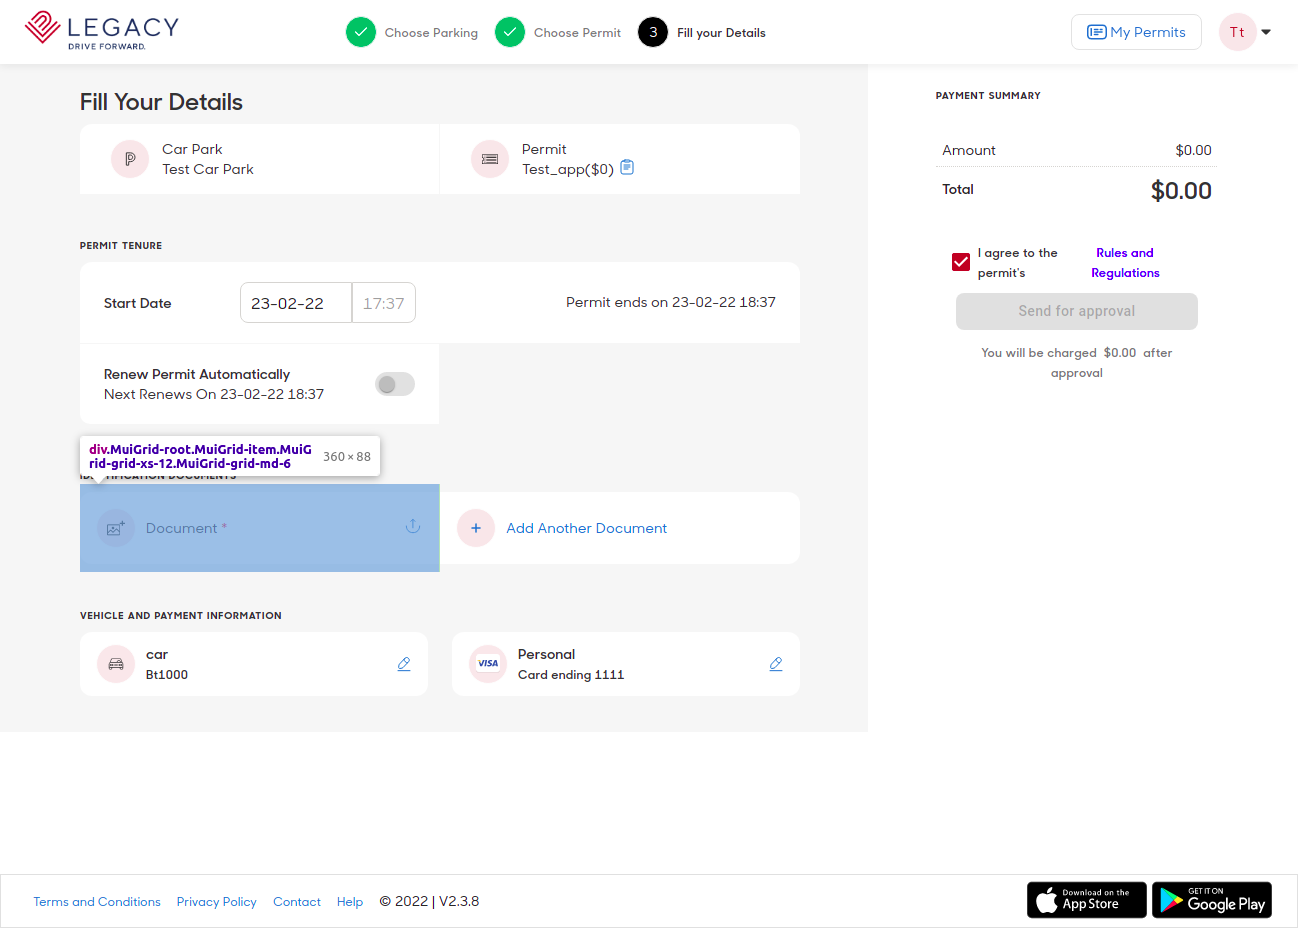 LEGACY
DRIVE FORWARD.
Choose Parking
Choose Permit
3
Fill your Details
My Permits
Tt
Fill Your Details
Car Park
Test Car Park
Permit
Test_app($0)
PERMIT TENURE
Start Date
23-02-22
17:37
Permit ends on 23-02-22 18:37
Renew Permit Automatically
Next Renews On 23-02-22 18:37
div.MuiGrid-root.MuiGrid-item.MuiG
rid-grid-xs-12.MuiGrid-grid-md-6
360 × 88
IDENTIFICATION DOCUMENTS
Document *
Add Another Document
VEHICLE AND PAYMENT INFORMATION
car
Bt1000
VISA
Personal
Card ending 1111
PAYMENT SUMMARY
Amount
$0.00
Total
$0.00
I agree to the
permit's
Rules and
Regulations
Send for approval
You will be charged $0.00 after
approval
Terms and Conditions
Privacy Policy
Contact
Help
© 2022 | V2.3.8
Download on the
App Store
GET IT ON
Google Play